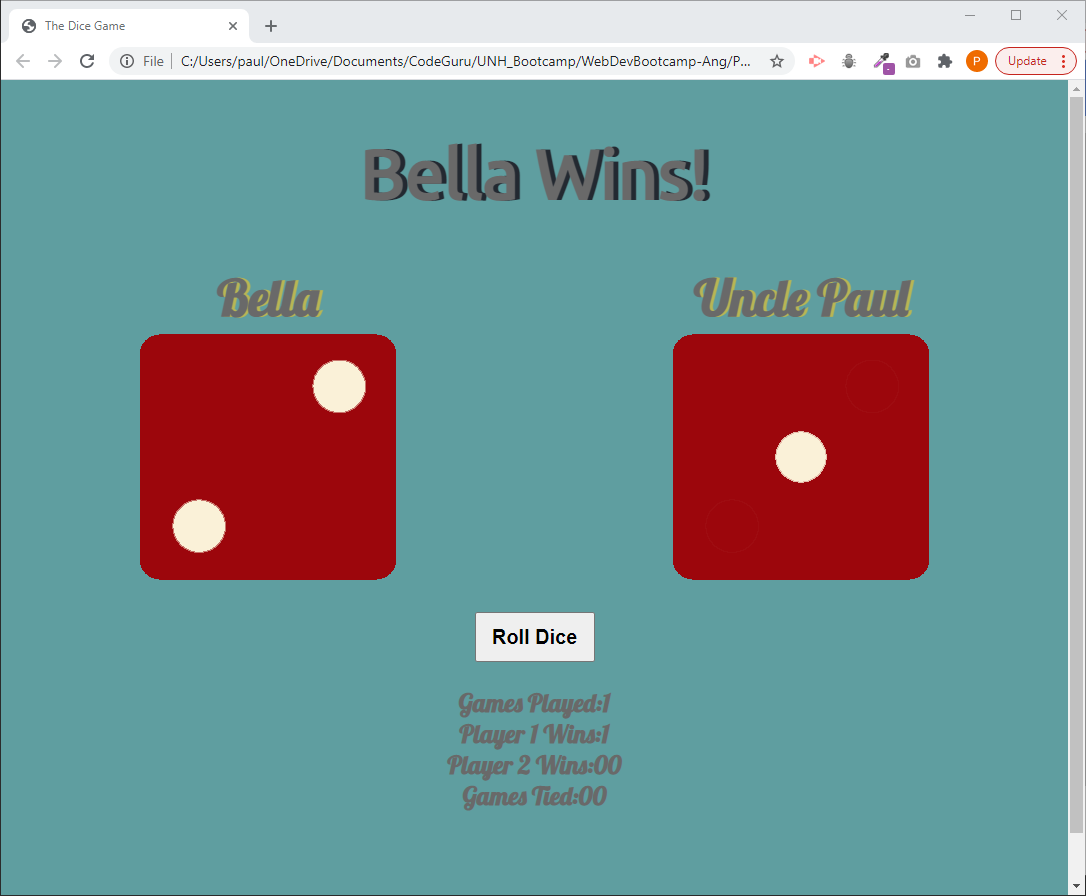 The Dice Game
File C:/Users/paul/OneDrive/Documents/CodeGuru/UNH_Bootcamp/WebDevBootcamp-Ang/P... P Update
Bella Wins!
Bella Uncle Paul
Roll Dice
Games Played:1
Player 1 Wins:1
Player 2 Wins:00
Games Tied:00